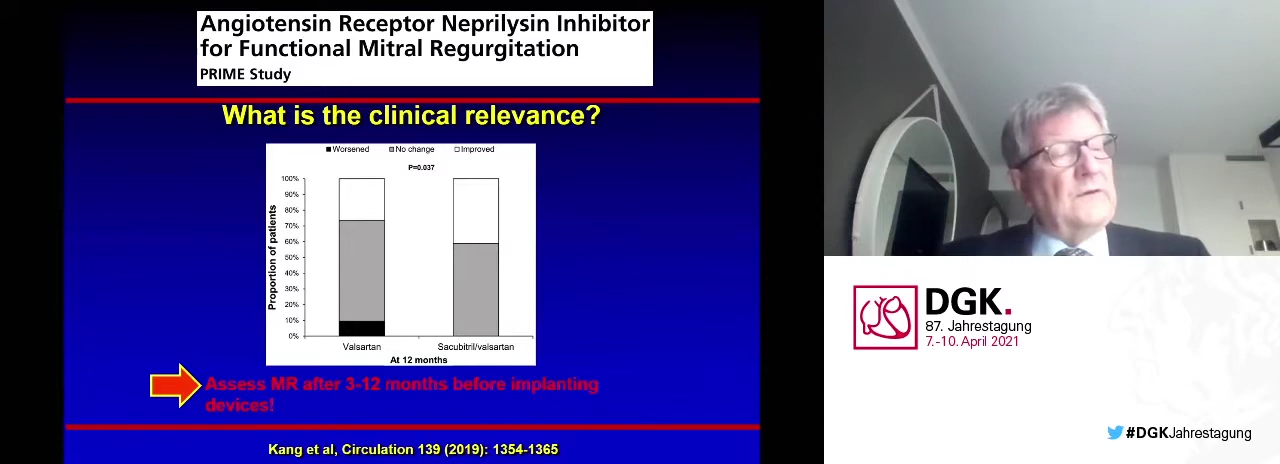 Angiotensin Receptor Neprilysin Inhibitor
for Functional Mitral Regurgitation
PRIME Study
What is the clinical relevance?
Worsened No change Improved
P=0.037
Proportion of patients
100%
90%
80%
70%
60%
50%
40%
30%
20%
10%
0%
Valsartan Sacubitril/valsartan
At 12 months
Assess MR after 3-12 months before implanting
devices!
Kang et al, Circulation 139 (2019): 1354-1365
DGK.
87. Jahrestagung
7.-10. April 2021
#DGKJahrestagung